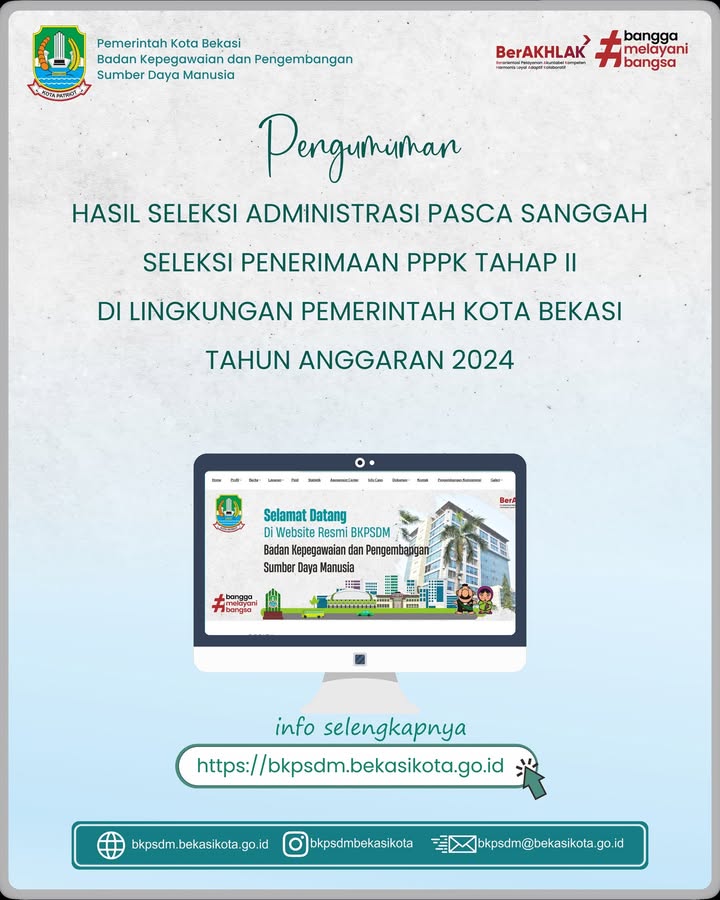 Pemerintah Kota Bekasi
Badan Kepegawaian dan Pengembangan
Sumber Daya Manusia
KOTA PATRIOT
BerAKHLAK
Berorientasi Pelayanan Akuntabel Kompeten
Harmonis Loyal Adaptif Kolaboratif
#bangga
melayani
bangsa
Pengumuman
HASIL SELEKSI ADMINISTRASI PASCA SANGGAH
SELEKSI PENERIMAAN PPPK TAHAP II
DI LINGKUNGAN PEMERINTAH KOTA BEKASI
TAHUN ANGGARAN 2024
Home Profil Berita Layanan Ppid Statistik Assessment Center Info Casn Dokumen Kontak Galeri
BerA
Selamat Datang
Di Website Resmi BKPSDM
Badan Kepegawaian dan Pengembangan
Sumber Daya Manusia
#bangga
melayani
bangsa
info selengkapnya
https://bkpsdm.bekasikota.go.id
bkpsdm.bekasikota.go.id bkpsdmbekasikota bkpsdm@bekasikota.go.id